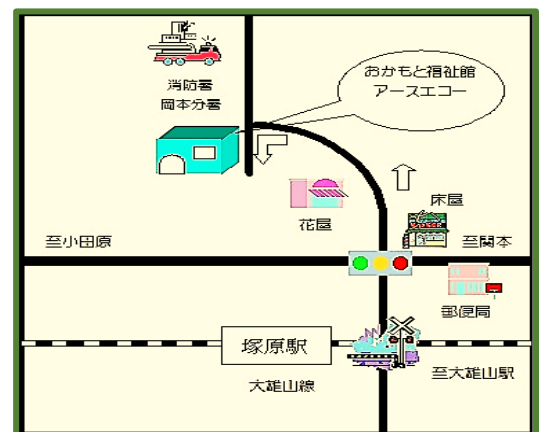 消防署
岡本分署
おかもと福祉館
アースエコー
床屋
花屋
至小田原
至関本
郵便局
塚原駅
大雄山線
至大雄山駅